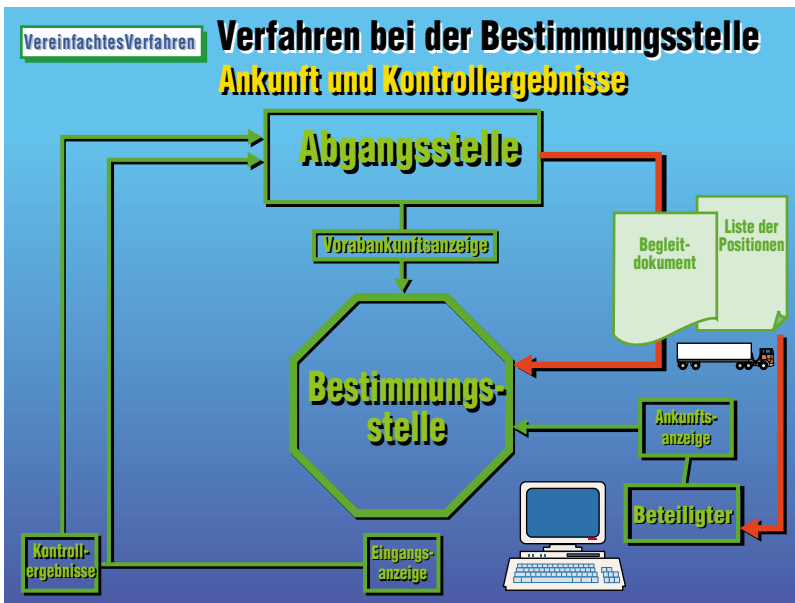 VereinfachtesVerfahren
Verfahren bei der Bestimmungsstelle
Ankunft und Kontrollergebnisse
Abgangsstelle
Vorabankunftsanzeige
Begleit-
dokument
Liste der
Positionen
Bestimmungs-
stelle
Ankunfts-
anzeige
Beteiligter
Kontroll-
ergebnisse
Eingangs-
anzeige